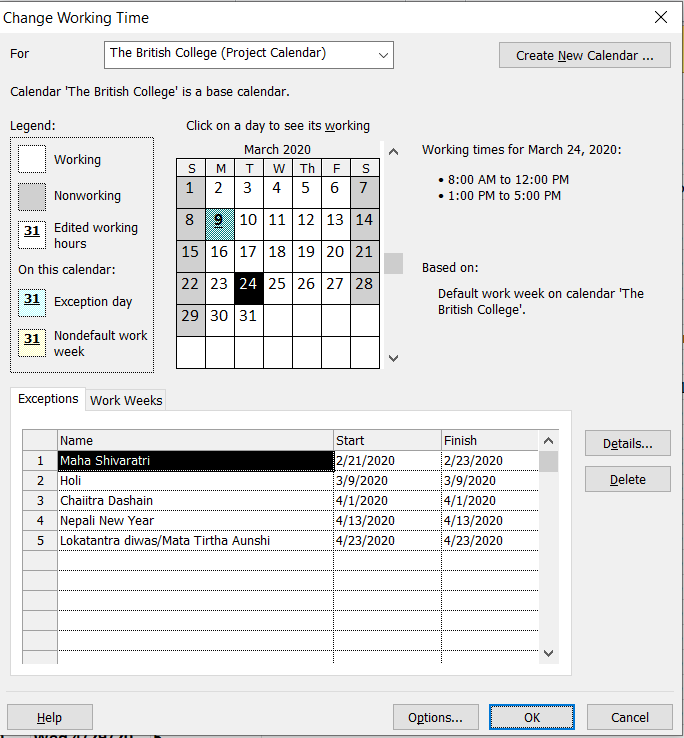 Change Working Time
For The British College (Project Calendar) Create New Calendar ...
Calendar 'The British College' is a base calendar.
Legend:
Working
Nonworking
31 Edited working
hours
On this calendar:
31 Exception day
31 Nondefault work
week
Click on a day to see its working
March 2020
S M T W Th F S
1 2 3 4 5 6 7
8 9 10 11 12 13 14
15 16 17 18 19 20 21
22 23 24 25 26 27 28
29 30 31
Working times for March 24, 2020:
• 8:00 AM to 12:00 PM
• 1:00 PM to 5:00 PM
Based on:
Default work week on calendar 'The
British College'.
Exceptions Work Weeks
Name Start Finish
1 Maha Shivaratri 2/21/2020 2/23/2020
2 Holi 3/9/2020 3/9/2020
3 Chaiitra Dashain 4/1/2020 4/1/2020
4 Nepali New Year 4/13/2020 4/13/2020
5 Lokatantra diwas/Mata Tirtha Aunshi 4/23/2020 4/23/2020
Details...
Delete
Help Options... OK Cancel